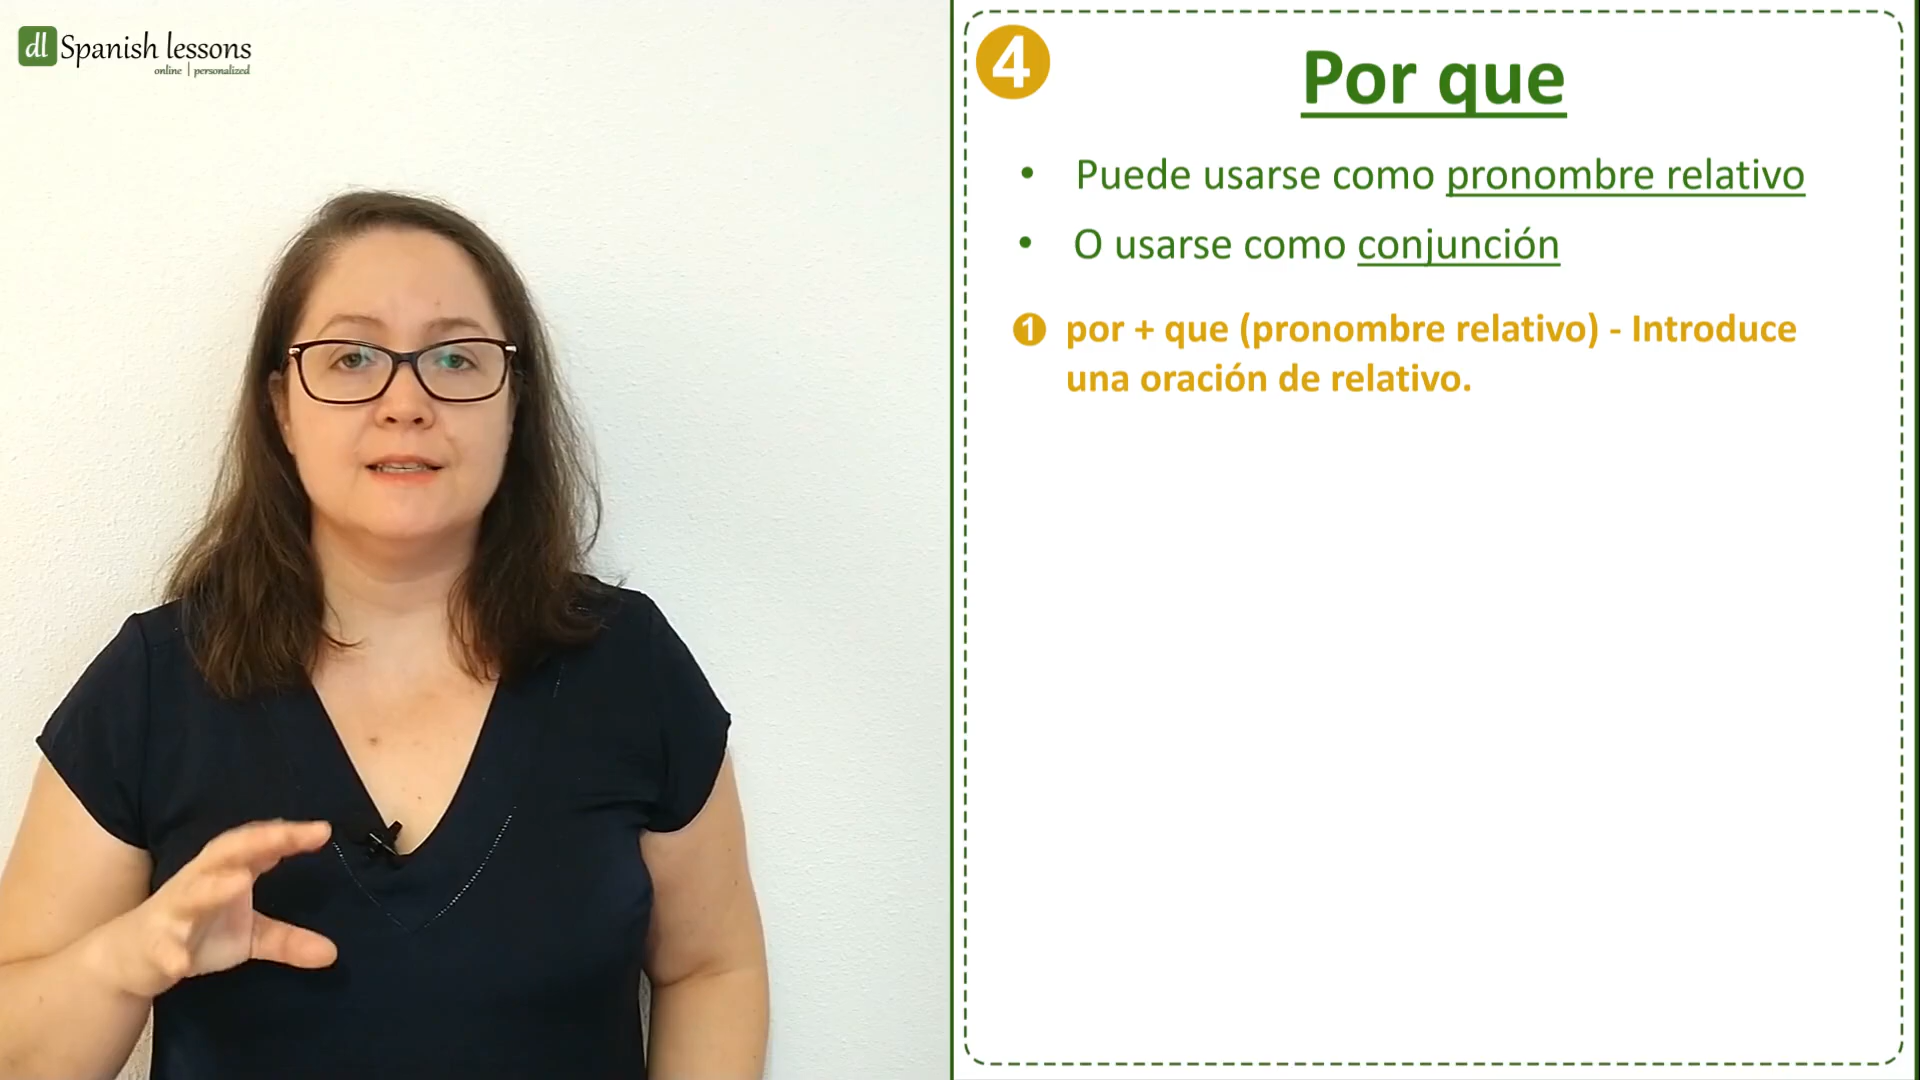 dl Spanish lessons
online | personalized
4
Por que
• Puede usarse como pronombre relativo
• O usarse como conjunción
1 por + que (pronombre relativo) - Introduce
una oración de relativo.